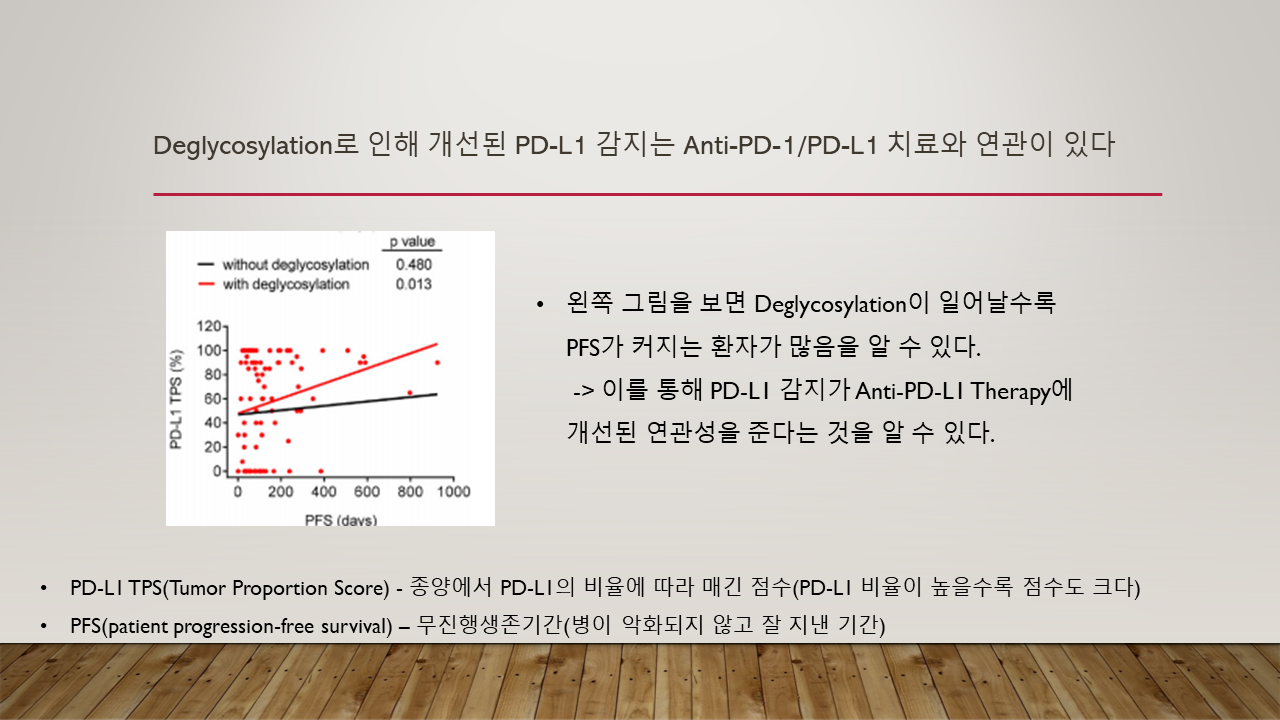 Deglycosylation로 인해 개선된 PD-L1 감지는 Anti-PD-1/PD-L1 치료와 연관이 있다
p value
without deglycosylation 0.480
with deglycosylation 0.013
120
100
80
60
40
20
0
PD-L1 TPS (%)
0 200 400 600 800 1000
PFS (days)
• 왼쪽 그림을 보면 Deglycosylation이 일어날수록
PFS가 커지는 환자가 많음을 알 수 있다.
-> 이를 통해 PD-L1 감지가 Anti-PD-L1 Therapy에
개선된 연관성을 준다는 것을 알 수 있다.
• PD-L1 TPS(Tumor Proportion Score) - 종양에서 PD-L1의 비율에 따라 매긴 점수(PD-L1 비율이 높을수록 점수도 크다)
• PFS(patient progression-free survival) – 무진행생존기간(병이 악화되지 않고 잘 지낸 기간)